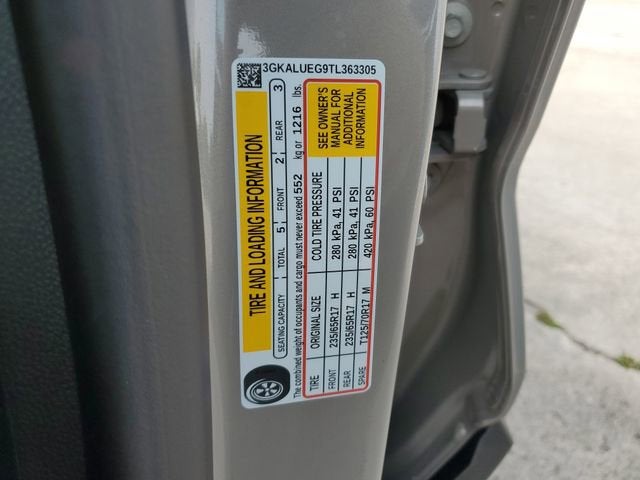 3GKALUEG9TL363305
TIRE AND LOADING INFORMATION
SEATING CAPACITY TOTAL 5 FRONT 2 REAR 3
The combined weight of occupants and cargo must never exceed 552 kg or 1216 lbs.
TIRE ORIGINAL SIZE COLD TIRE PRESSURE
FRONT 235/65R17 H 280 kPa, 41 PSI
REAR 235/65R17 H 280 kPa, 41 PSI
SPARE T125/70R17 M 420 kPa, 60 PSI
SEE OWNER'S
MANUAL FOR
ADDITIONAL
INFORMATION